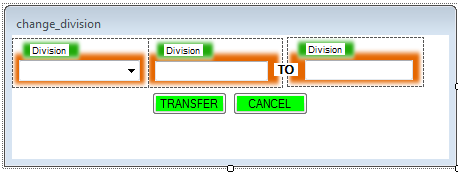 change_division
Division Division Division
TO
TRANSFER CANCEL